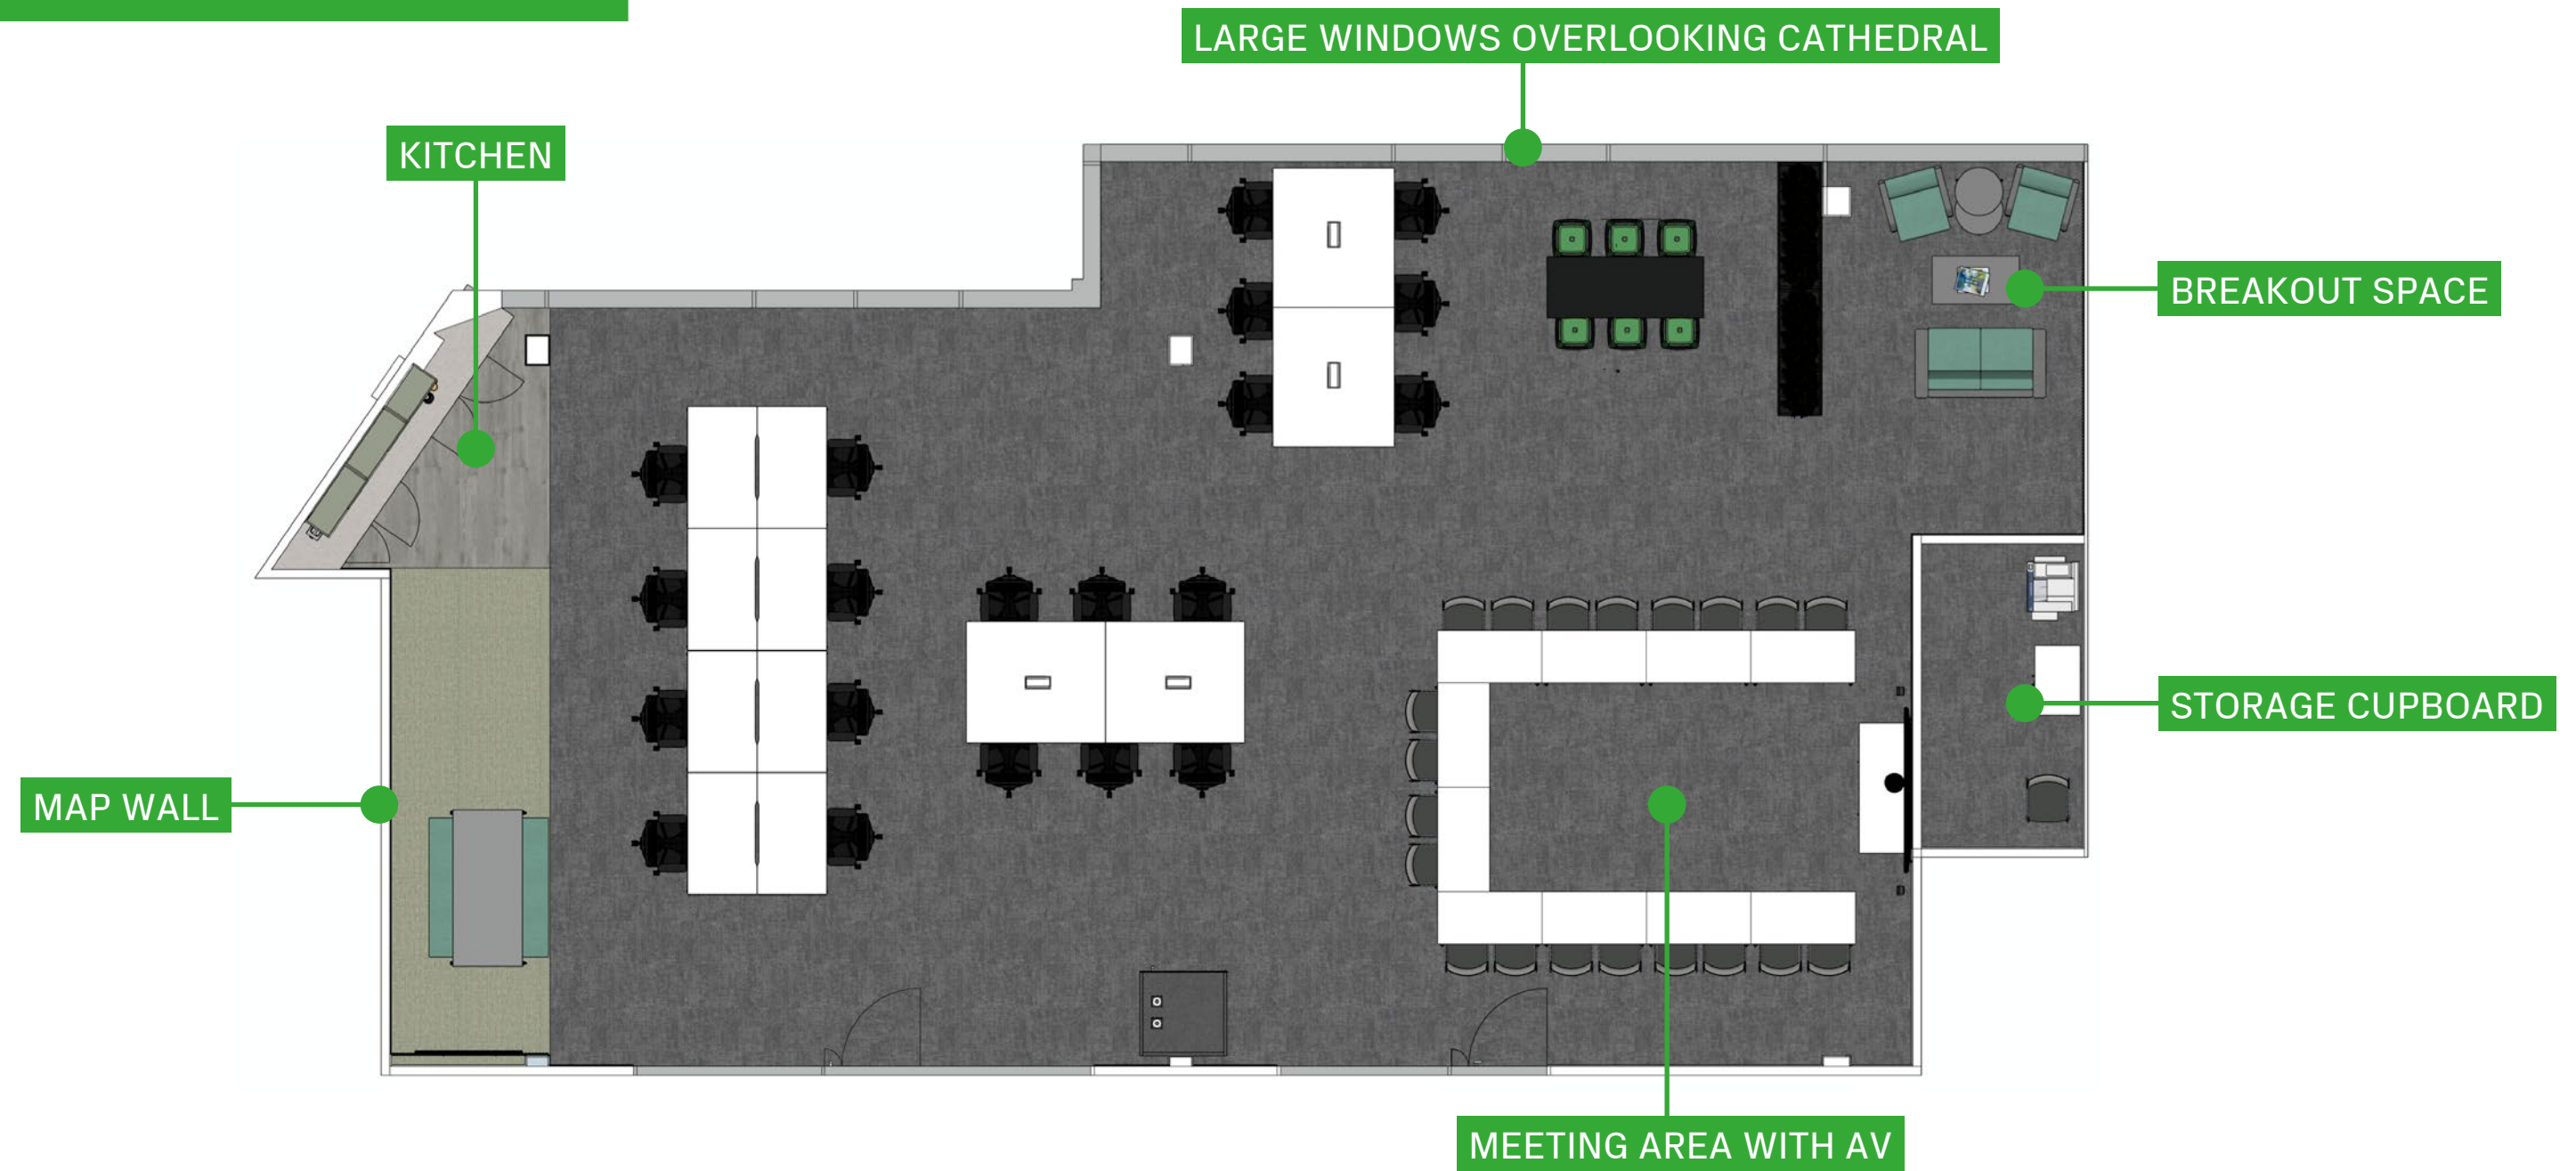 LARGE WINDOWS OVERLOOKING CATHEDRAL
KITCHEN
BREAKOUT SPACE
STORAGE CUPBOARD
MAP WALL
MEETING AREA WITH AV